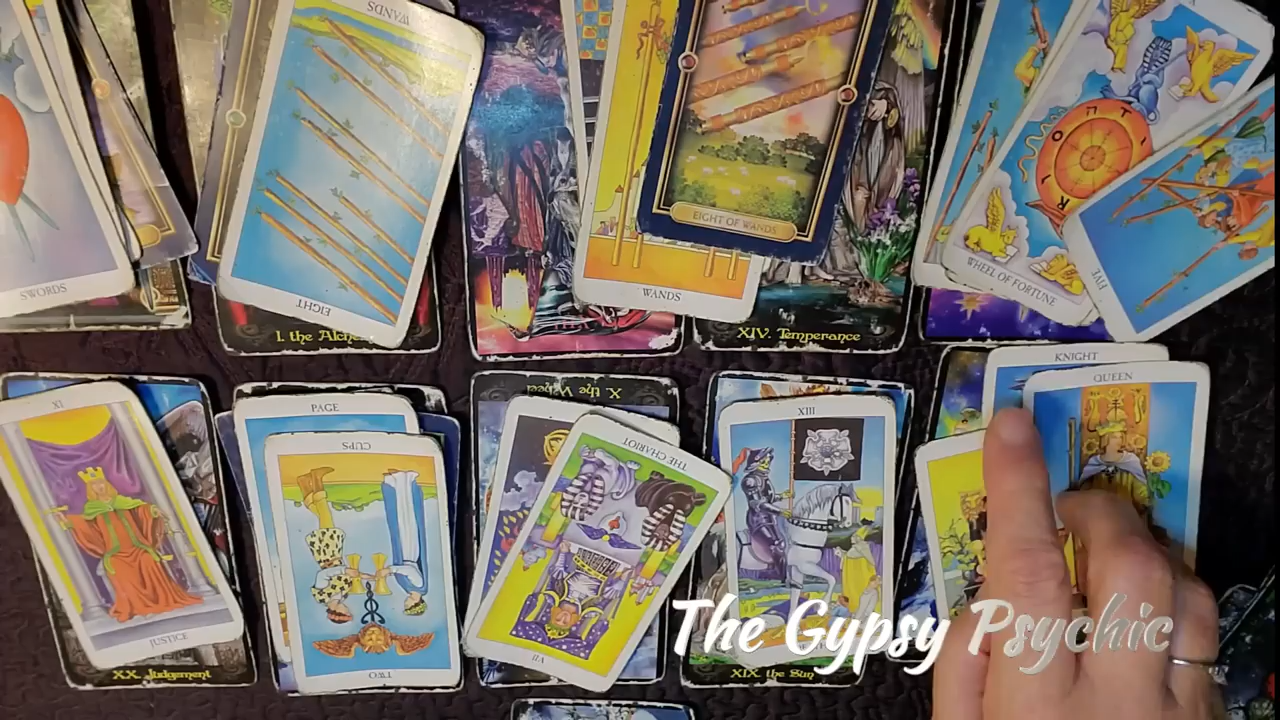 WANDS
EIGHT OF WANDS
SWORDS
EIGHT
WANDS
WHEEL OF FORTUNE
FIVE
I. the
XIV. Temperance
KNIGHT
QUEEN
XI
PAGE
CUPS
X. the Wheel
THE CHARIOT
XIII
JUSTICE
XX. Judgement
TWO
VII
XIX. the Sun
The Gypsy Psychic